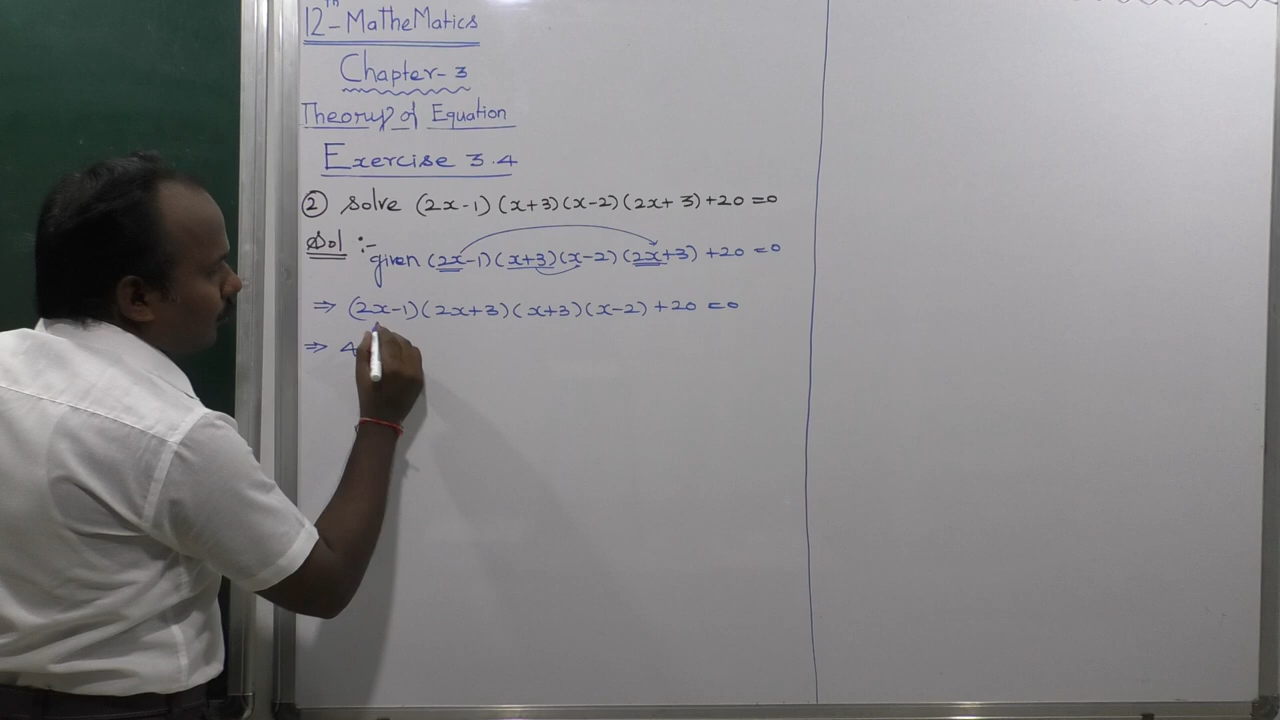 12th - MatheMatics
Chapter - 3
Theory of Equation
Exercise 3.4
② solve (2x-1)(x+3)(x-2)(2x+3)+20=0
Sol :-
given (2x-1)(x+3)(x-2)(2x+3)+20=0
⇒ (2x-1)(2x+3)(x+3)(x-2)+20=0
⇒ 4